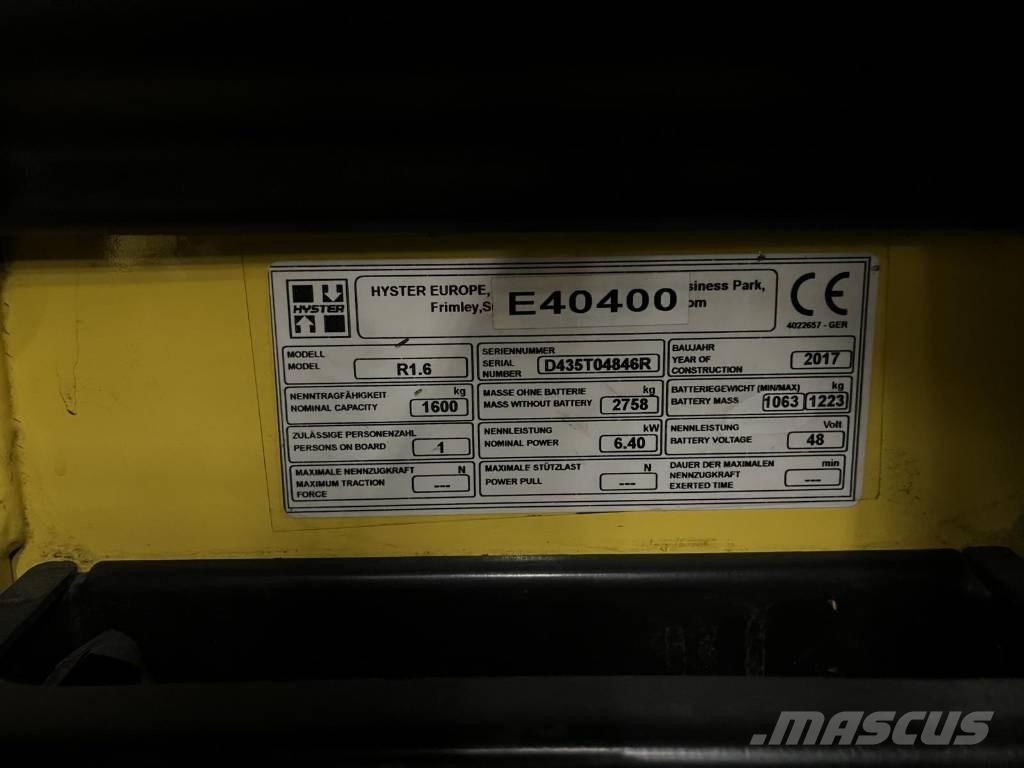 HYSTER
HYSTER EUROPE, siness Park,
Frimley, om
E40400
CE
4022657 - GER
MODELL
MODEL R1.6
SERIENNUMMER
SERIAL
NUMBER D435T04846R
BAUJAHR
YEAR OF
CONSTRUCTION 2017
NENNTRAGFÄHIGKEIT kg
NOMINAL CAPACITY 1600
MASSE OHNE BATTERIE kg
MASS WITHOUT BATTERY 2758
BATTERIEGEWICHT (MIN/MAX) kg
BATTERY MASS 1063 1223
ZULÄSSIGE PERSONENZAHL
PERSONS ON BOARD 1
NENNLEISTUNG kW
NOMINAL POWER 6.40
NENNLEISTUNG Volt
BATTERY VOLTAGE 48
MAXIMALE NENNZUGKRAFT N
MAXIMUM TRACTION
FORCE ---
MAXIMALE STÜTZLAST N
POWER PULL ---
DAUER DER MAXIMALEN min
NENNZUGKRAFT
EXERTED TIME ---
MASCUS